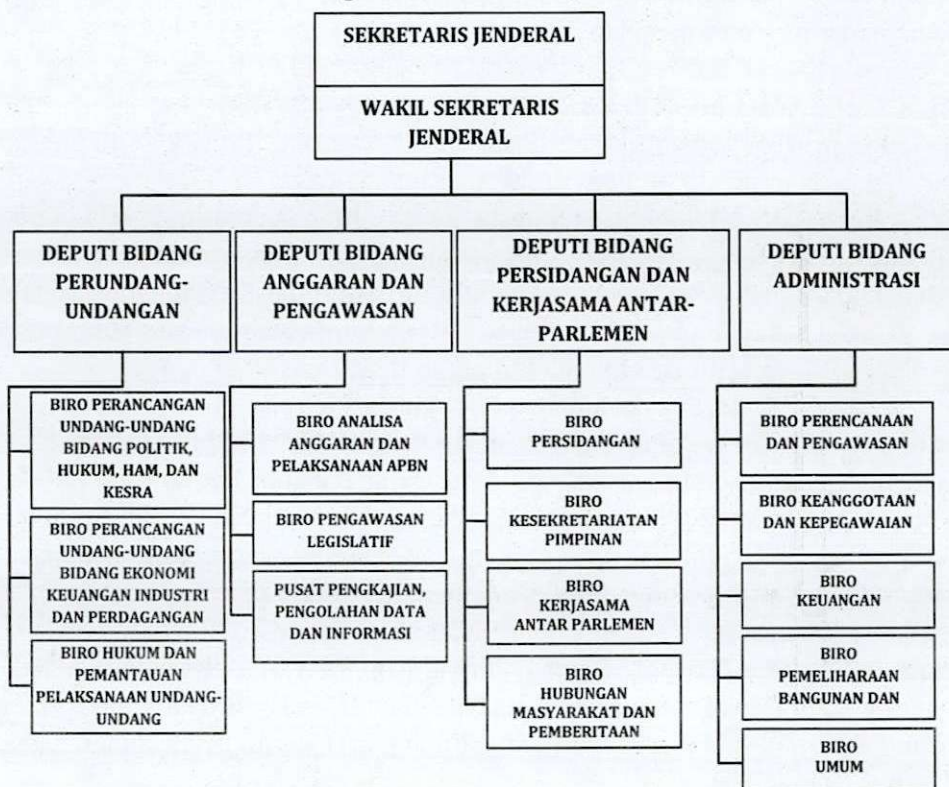 SEKRETARIS JENDERAL
WAKIL SEKRETARIS
JENDERAL
DEPUTI BIDANG
PERUNDANG-
UNDANGAN
DEPUTI BIDANG
ANGGARAN DAN
PENGAWASAN
DEPUTI BIDANG
PERSIDANGAN DAN
KERJASAMA ANTAR-
PARLEMEN
DEPUTI BIDANG
ADMINISTRASI
BIRO PERANCANGAN
UNDANG-UNDANG
BIDANG POLITIK,
HUKUM, HAM, DAN
KESRA
BIRO PERANCANGAN
UNDANG-UNDANG
BIDANG EKONOMI
KEUANGAN INDUSTRI
DAN PERDAGANGAN
BIRO HUKUM DAN
PEMANTAUAN
PELAKSANAAN UNDANG-
UNDANG
BIRO ANALISA
ANGGARAN DAN
PELAKSANAAN APBN
BIRO PENGAWASAN
LEGISLATIF
PUSAT PENGKAJIAN,
PENGOLAHAN DATA
DAN INFORMASI
BIRO
PERSIDANGAN
BIRO
KESEKRETARIATAN
PIMPINAN
BIRO
KERJASAMA
ANTAR PARLEMEN
BIRO
HUBUNGAN
MASYARAKAT DAN
PEMBERITAAN
BIRO PERENCANAAN
DAN PENGAWASAN
BIRO KEANGGOTAAN
DAN KEPEGAWAIAN
BIRO
KEUANGAN
BIRO
PEMELIHARAAN
BANGUNAN DAN
BIRO
UMUM